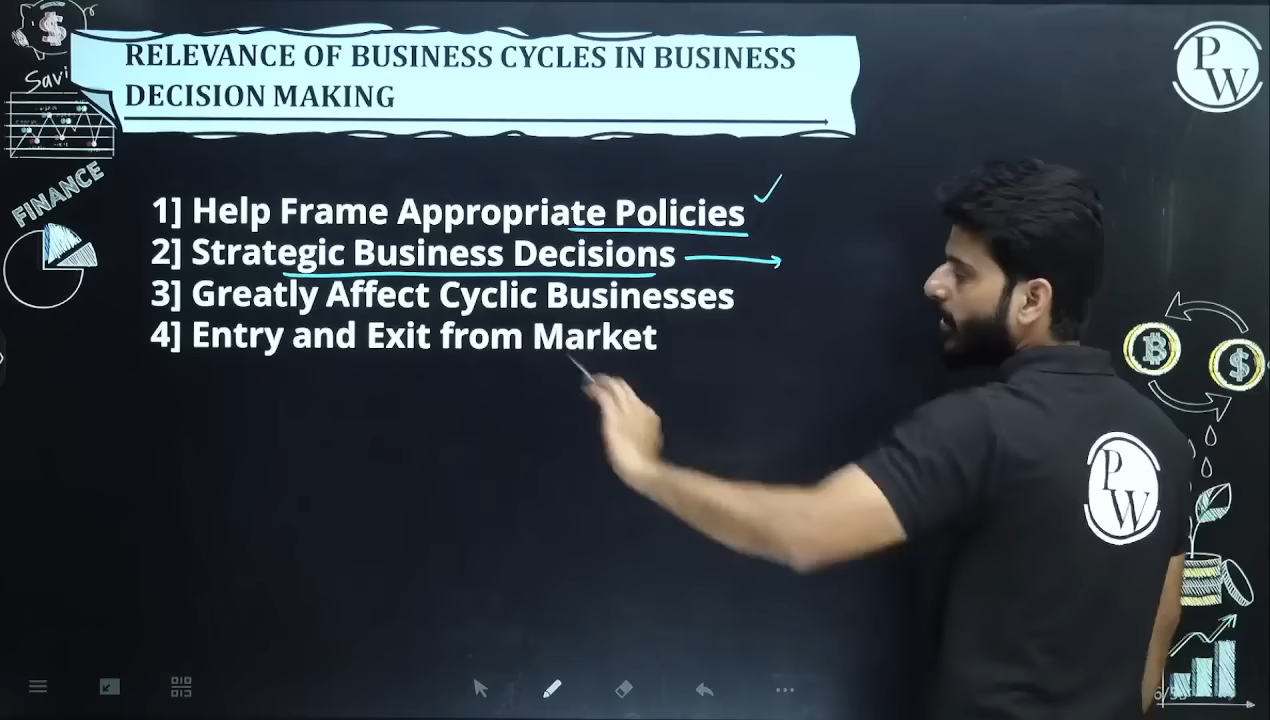 Savi
RELEVANCE OF BUSINESS CYCLES IN BUSINESS
DECISION MAKING
FINANCE
1] Help Frame Appropriate Policies
2] Strategic Business Decisions
3] Greatly Affect Cyclic Businesses
4] Entry and Exit from Market
P
W
P
W